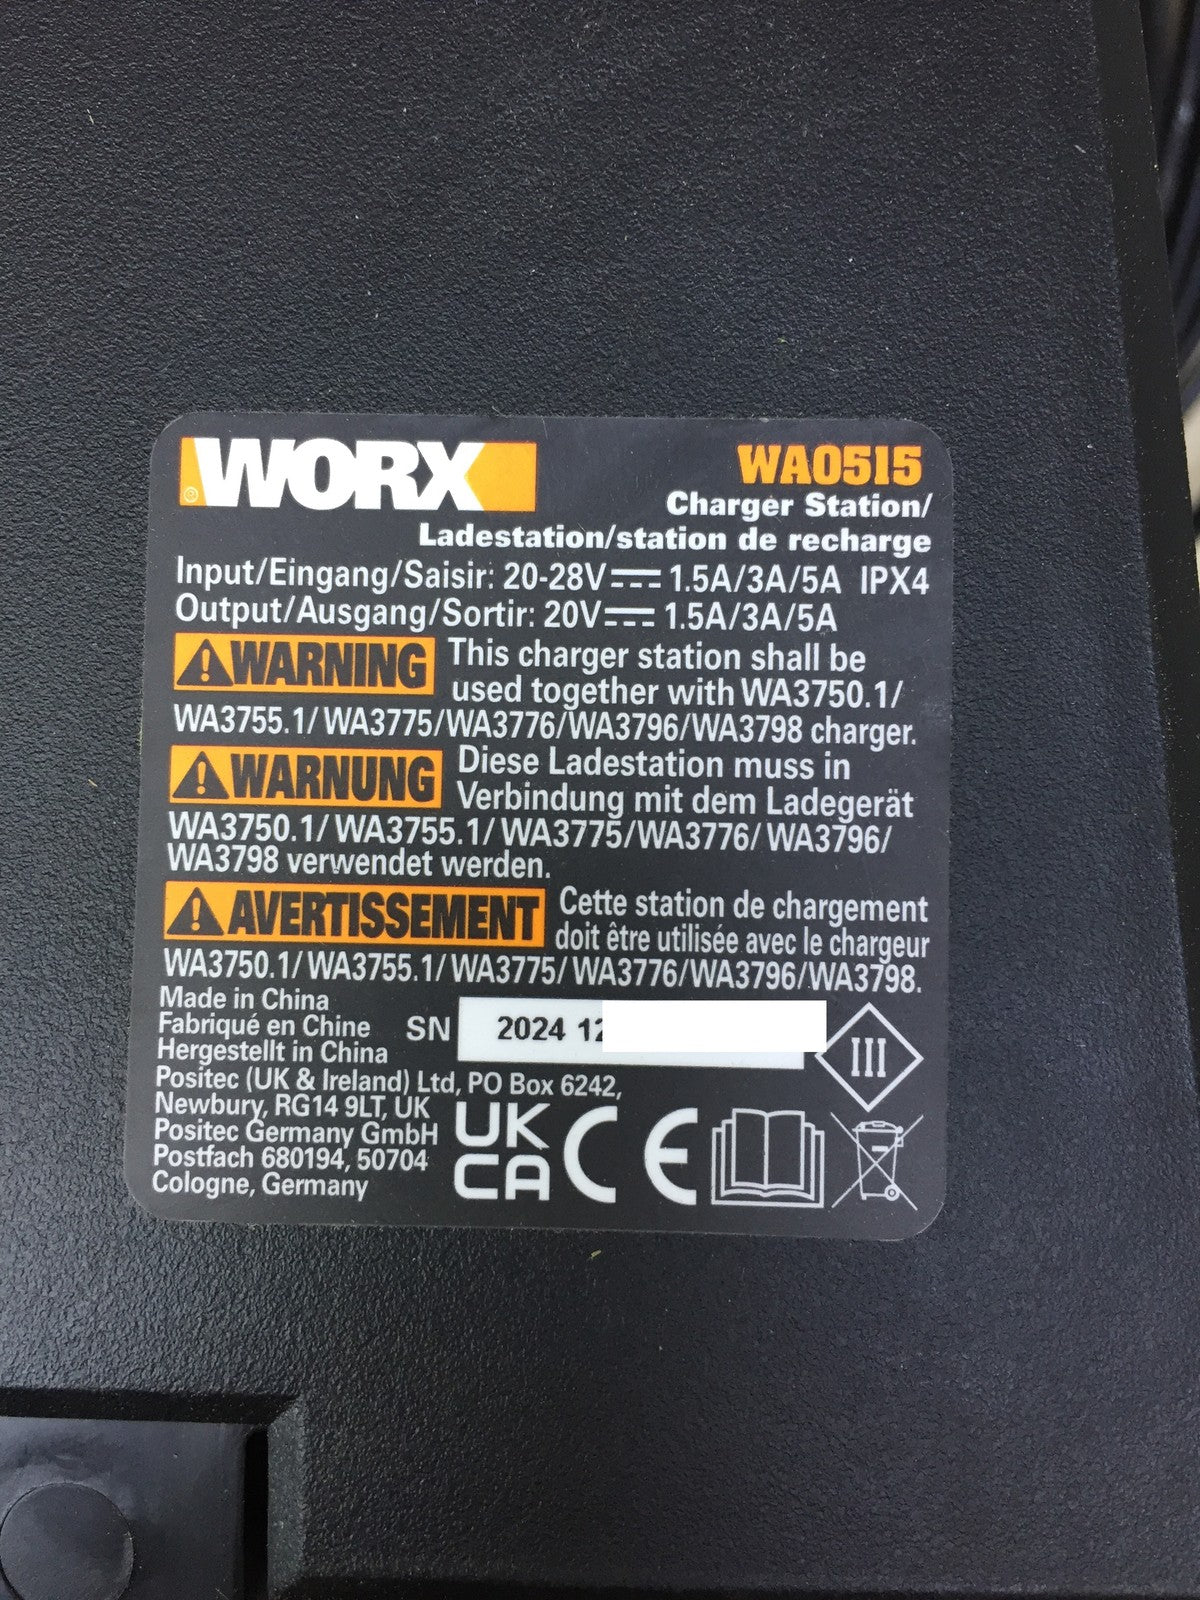 WORX
®
WA0515
Charger Station/
Ladestation/station de recharge
Input/Eingang/Saisir: 20-28V⎓ 1.5A/3A/5A IPX4
Output/Ausgang/Sortir: 20V⎓ 1.5A/3A/5A
WARNING This charger station shall be
used together with WA3750.1/
WA3755.1/ WA3775/WA3776/WA3796/WA3798 charger.
WARNUNG Diese Ladestation muss in
Verbindung mit dem Ladegerät
WA3750.1/ WA3755.1/ WA3775/WA3776/ WA3796/
WA3798 verwendet werden.
AVERTISSEMENT Cette station de chargement
doit être utilisée avec le chargeur
WA3750.1/ WA3755.1/ WA3775/ WA3776/WA3796/WA3798.
Made in China
Fabriqué en Chine
Hergestellt in China
SN 2024 12
III
Positec (UK & Ireland) Ltd, PO Box 6242,
Newbury, RG14 9LT, UK
Positec Germany GmbH
Postfach 680194, 50704
Cologne, Germany
UK
CA
CE